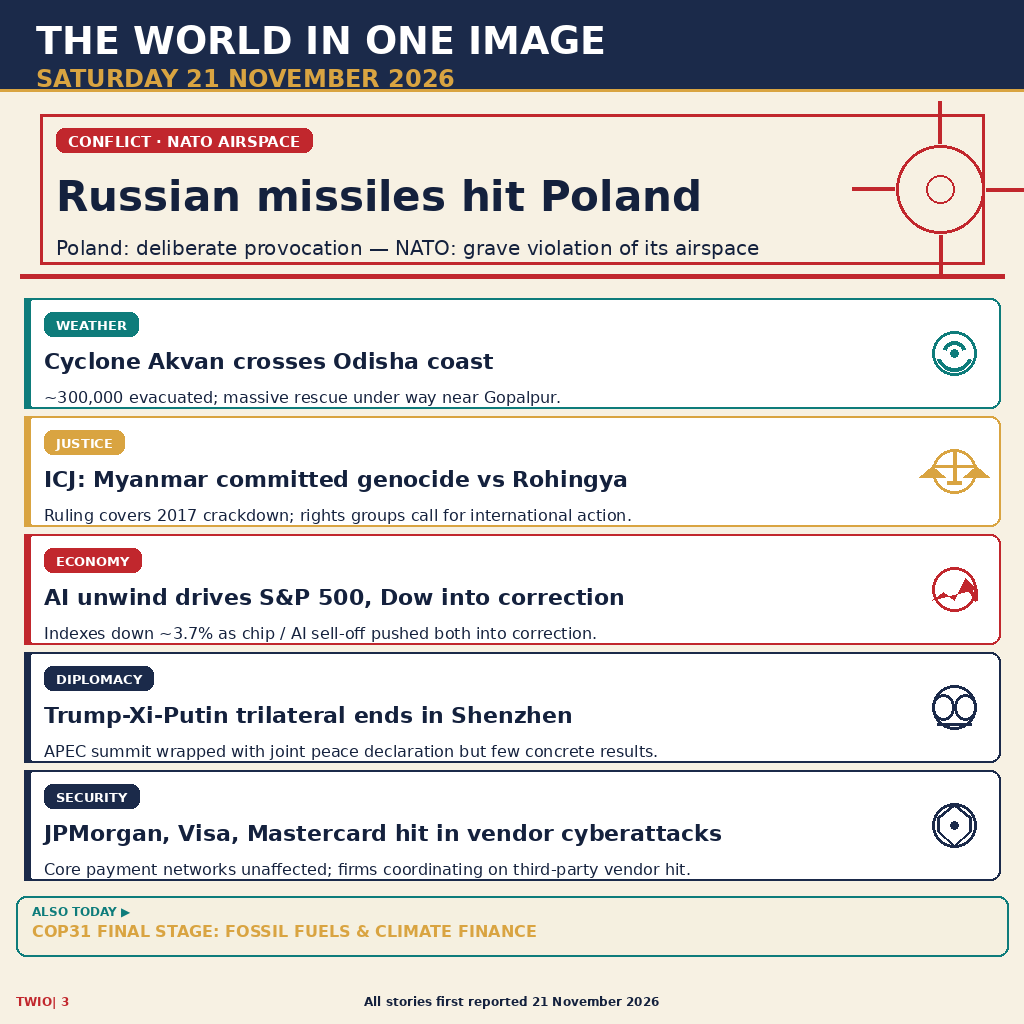 THE WORLD IN ONE IMAGE
SATURDAY 21 NOVEMBER 2026
CONFLICT · NATO AIRSPACE
Russian missiles hit Poland
Poland: deliberate provocation — NATO: grave violation of its airspace
WEATHER
Cyclone Akvan crosses Odisha coast
~300,000 evacuated; massive rescue under way near Gopalpur.
JUSTICE
ICJ: Myanmar committed genocide vs Rohingya
Ruling covers 2017 crackdown; rights groups call for international action.
ECONOMY
AI unwind drives S&P 500, Dow into correction
Indexes down ~3.7% as chip / AI sell-off pushed both into correction.
DIPLOMACY
Trump-Xi-Putin trilateral ends in Shenzhen
APEC summit wrapped with joint peace declaration but few concrete results.
SECURITY
JPMorgan, Visa, Mastercard hit in vendor cyberattacks
Core payment networks unaffected; firms coordinating on third-party vendor hit.
ALSO TODAY ▶
COP31 FINAL STAGE: FOSSIL FUELS & CLIMATE FINANCE
TWIO| 3
All stories first reported 21 November 2026